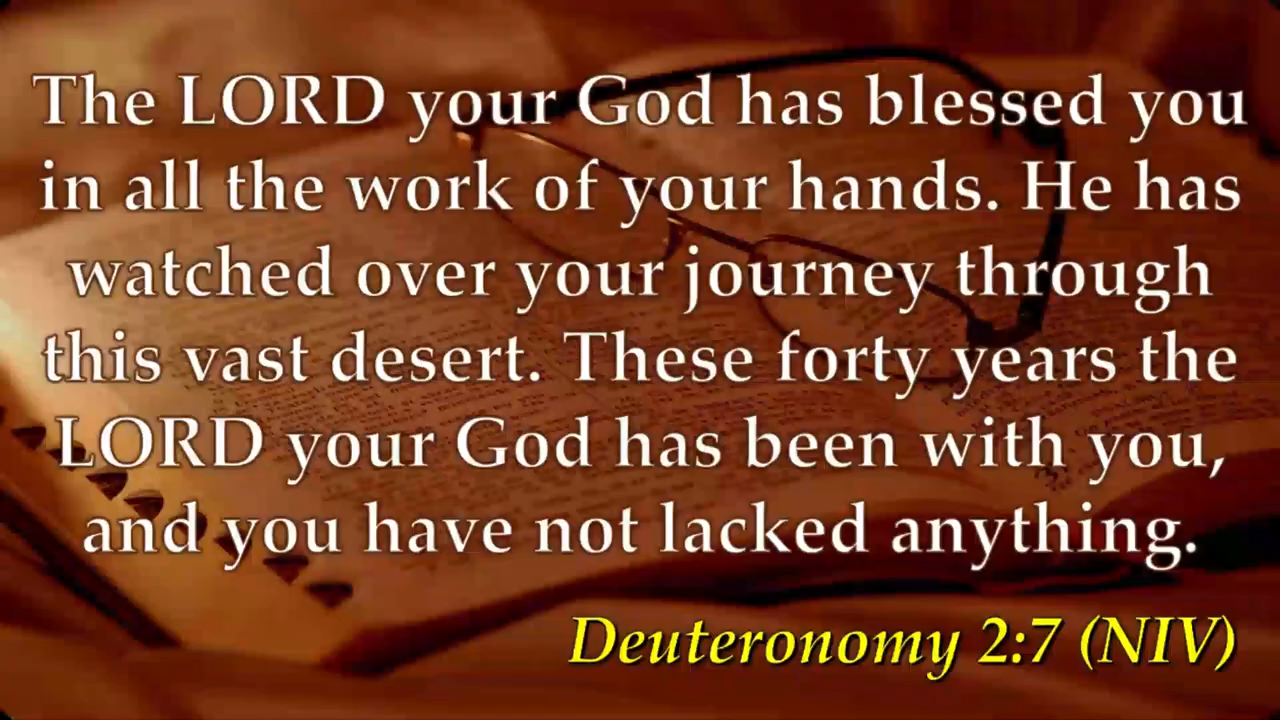 The LORD your God has blessed you
in all the work of your hands. He has
watched over your journey through
this vast desert. These forty years the
LORD your God has been with you,
and you have not lacked anything.
Deuteronomy 2:7 (NIV)